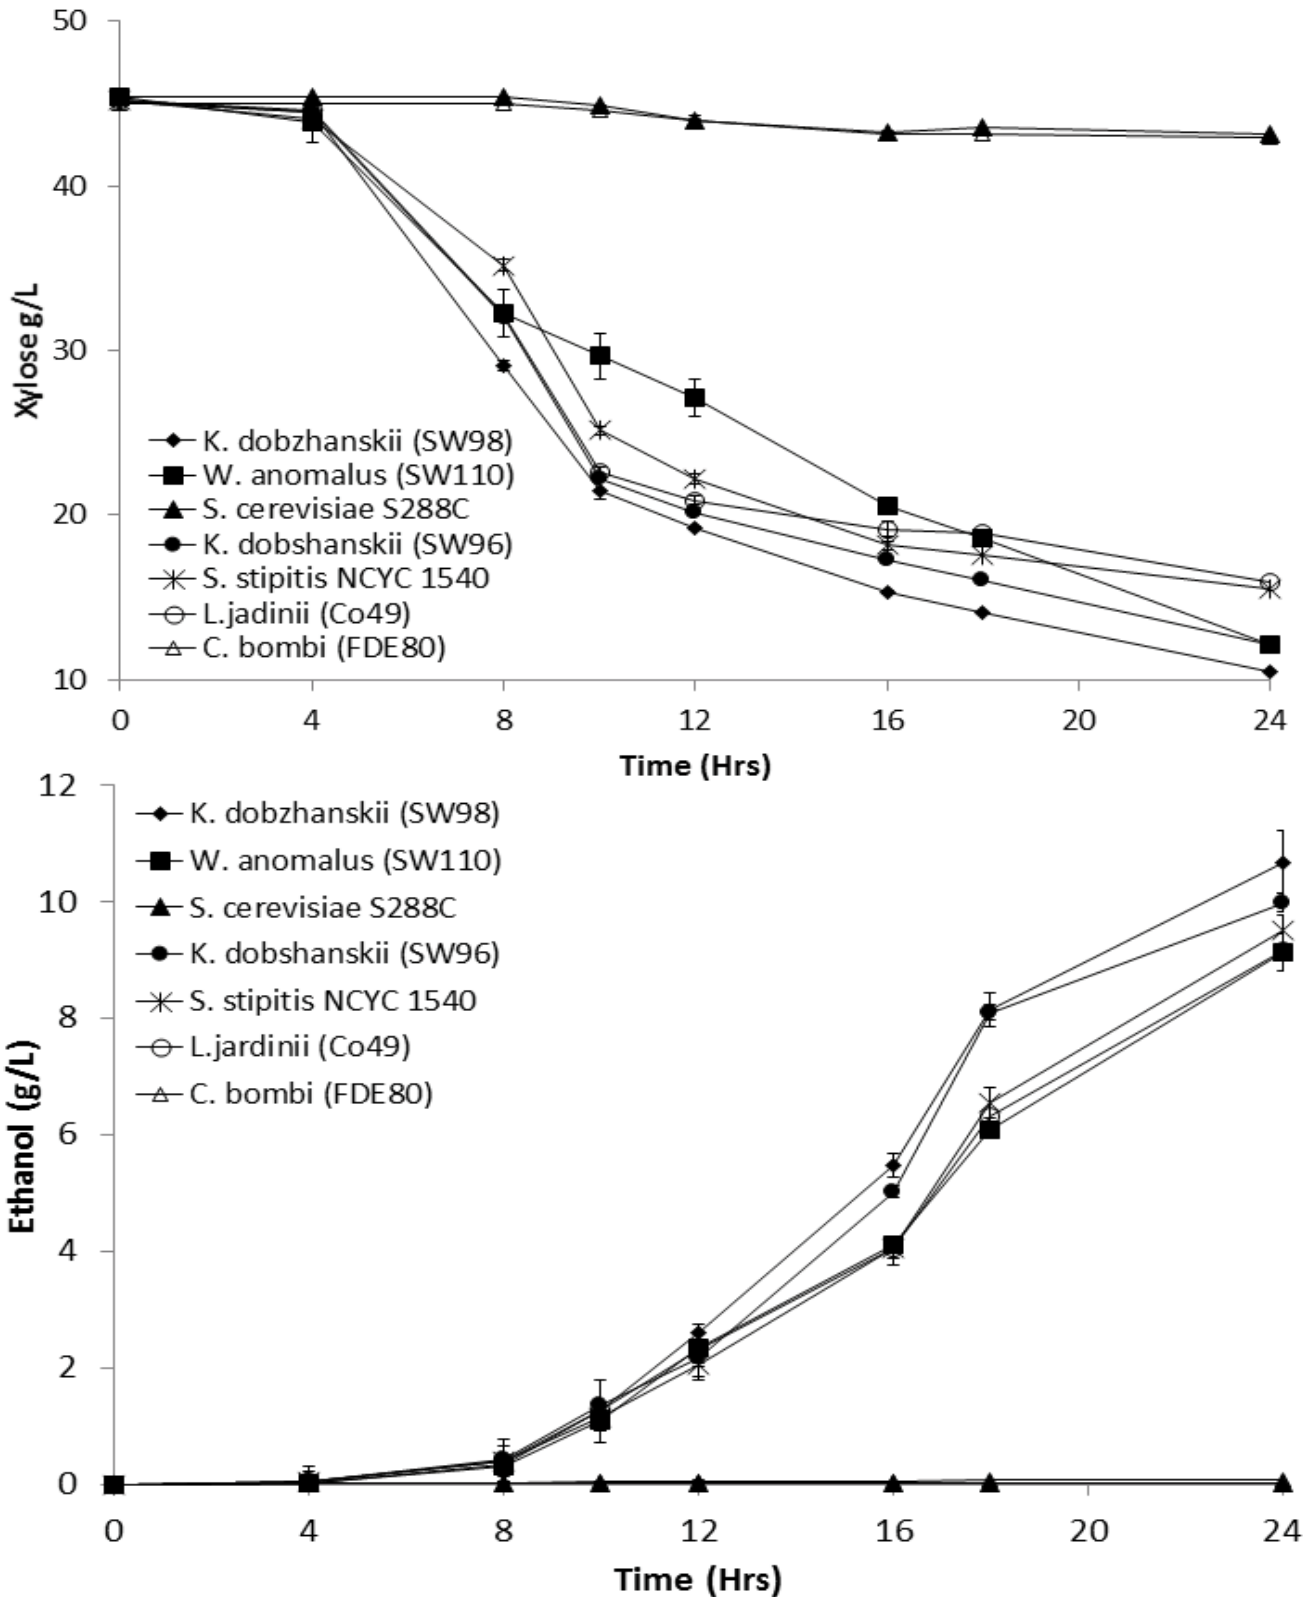 50
40
30
20
10
Xylose g/L
K. dobzhanskii (SW98)
W. anomalus (SW110)
S. cerevisiae S288C
K. dobshanskii (SW96)
S. stipitis NCYC 1540
L.jadinii (Co49)
C. bombi (FDE80)
0 4 8 12 16 20 24
Time (Hrs)
12
10
8
6
4
2
0
Ethanol (g/L)
K. dobzhanskii (SW98)
W. anomalus (SW110)
S. cerevisiae S288C
K. dobshanskii (SW96)
S. stipitis NCYC 1540
L.jardinii (Co49)
C. bombi (FDE80)
0 4 8 12 16 20 24
Time (Hrs)